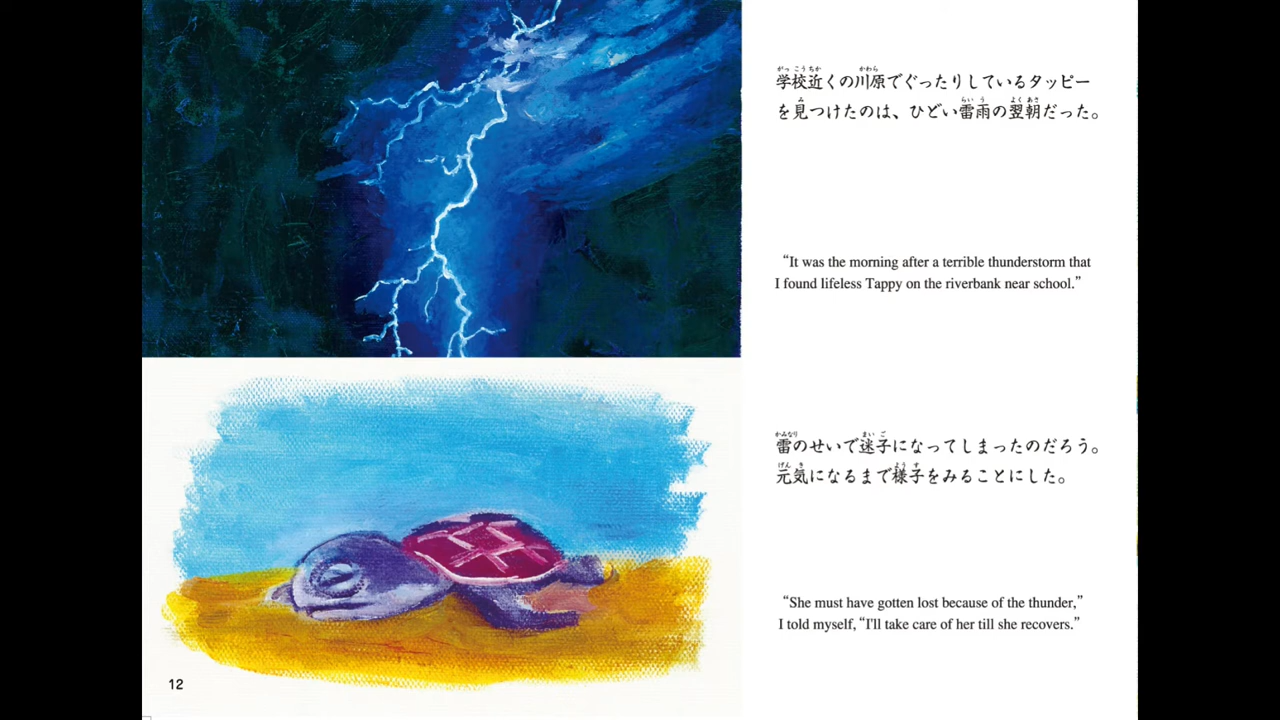 学校近くの川原でぐったりしているタッピー
を見つけたのは、ひどい雷雨の翌朝だった。
“It was the morning after a terrible thunderstorm that
I found lifeless Tappy on the riverbank near school.”
雷のせいで迷子になってしまったのだろう。
元気になるまで様子をみることにした。
“She must have gotten lost because of the thunder,”
I told myself, “I'll take care of her till she recovers.”
12